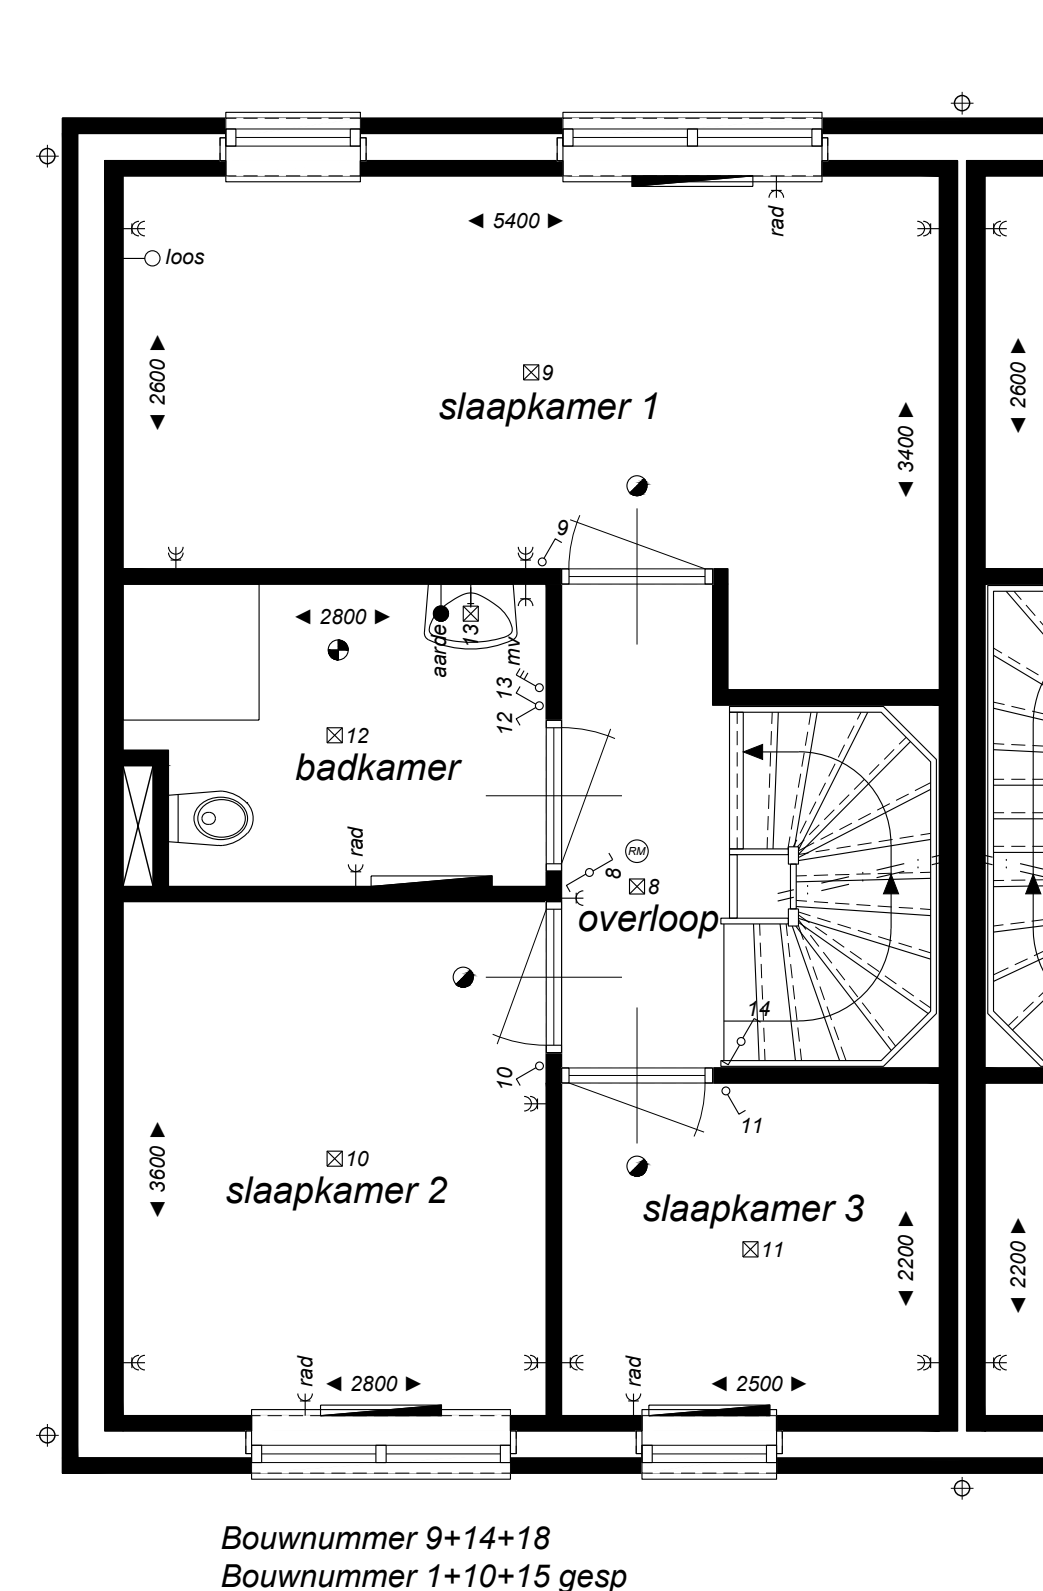 5400
rad
loos
2600
9
slaapkamer 1
2600
3400
9
2800
aarde
13
mv
13
12
12
badkamer
rad
RM
8
8
overloop
14
10
11
3600
10
slaapkamer 2
slaapkamer 3
11
2200
2200
rad
2800
rad
2500
Bouwnummer 9+14+18
Bouwnummer 1+10+15 gesp